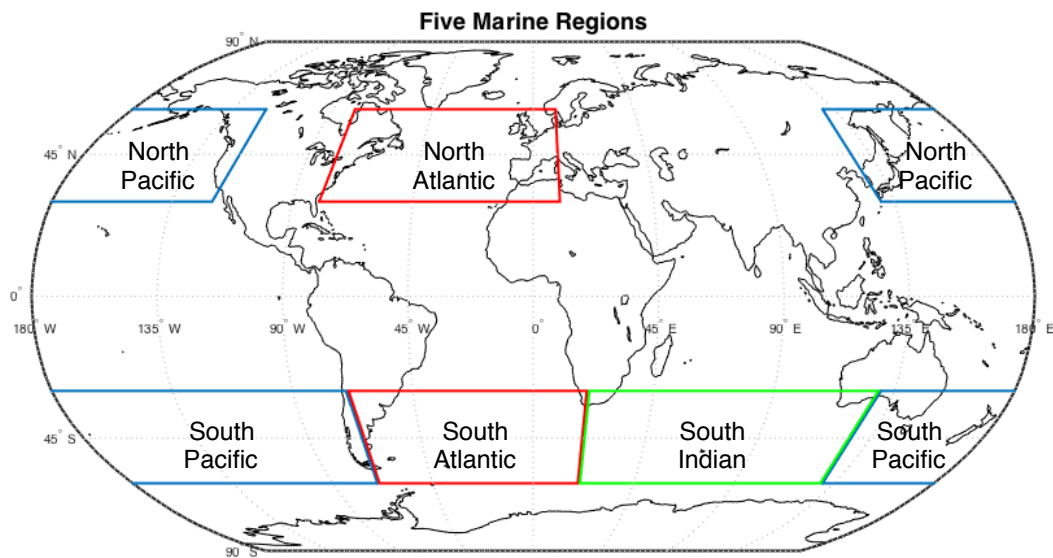 Five Marine Regions
90° N
45° N
North
Pacific
North
Atlantic
North
Pacific
0°
180° W
135° W
90° W
45° W
0°
45° E
90° E
135° E
180° E
45° S
South
Pacific
South
Atlantic
South
Indian
South
Pacific
90° S